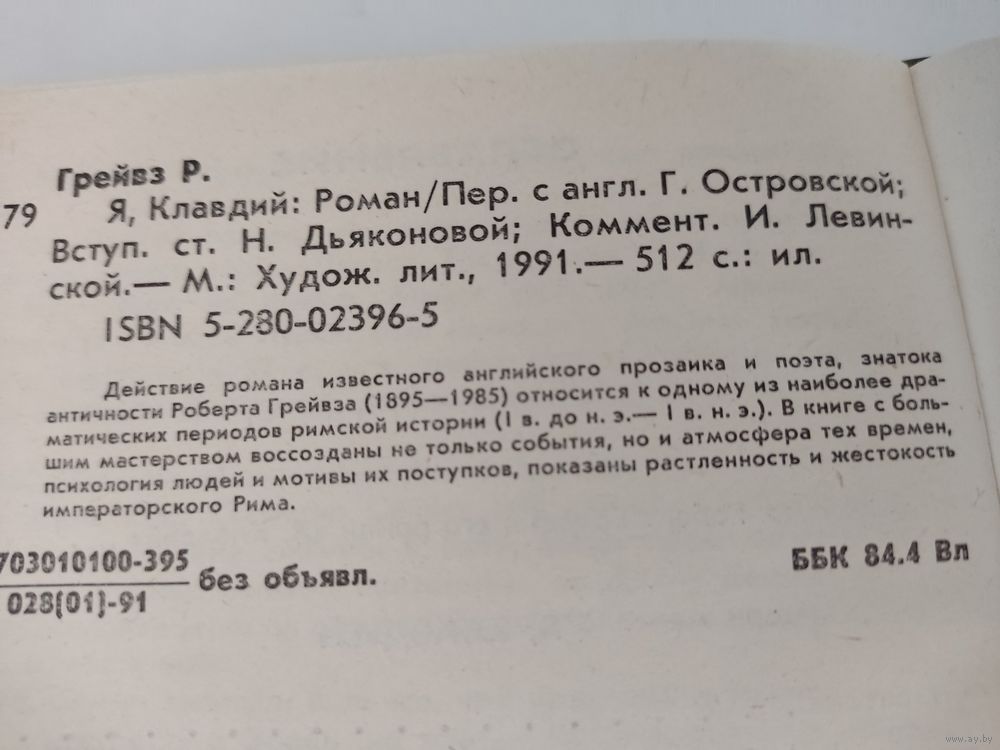 Грейвз Р.
79 Я, Клавдий: Роман/Пер. с англ. Г. Островской;
Вступ. ст. Н. Дьяконовой; Коммент. И. Левин-
ской.— М.: Худож. лит., 1991.— 512 с.: ил.
ISBN 5-280-02396-5
Действие романа известного английского прозаика и поэта, знатока
античности Роберта Грейвза (1895—1985) относится к одному из наиболее дра-
матических периодов римской истории (I в. до н. э.— I в. н. э.). В книге с боль-
шим мастерством воссозданы не только события, но и атмосфера тех времен,
психология людей и мотивы их поступков, показаны растленность и жестокость
императорского Рима.
703010100-395
028(01)-91
без объявл.
ББК 84.4 Вл
www.ay.by